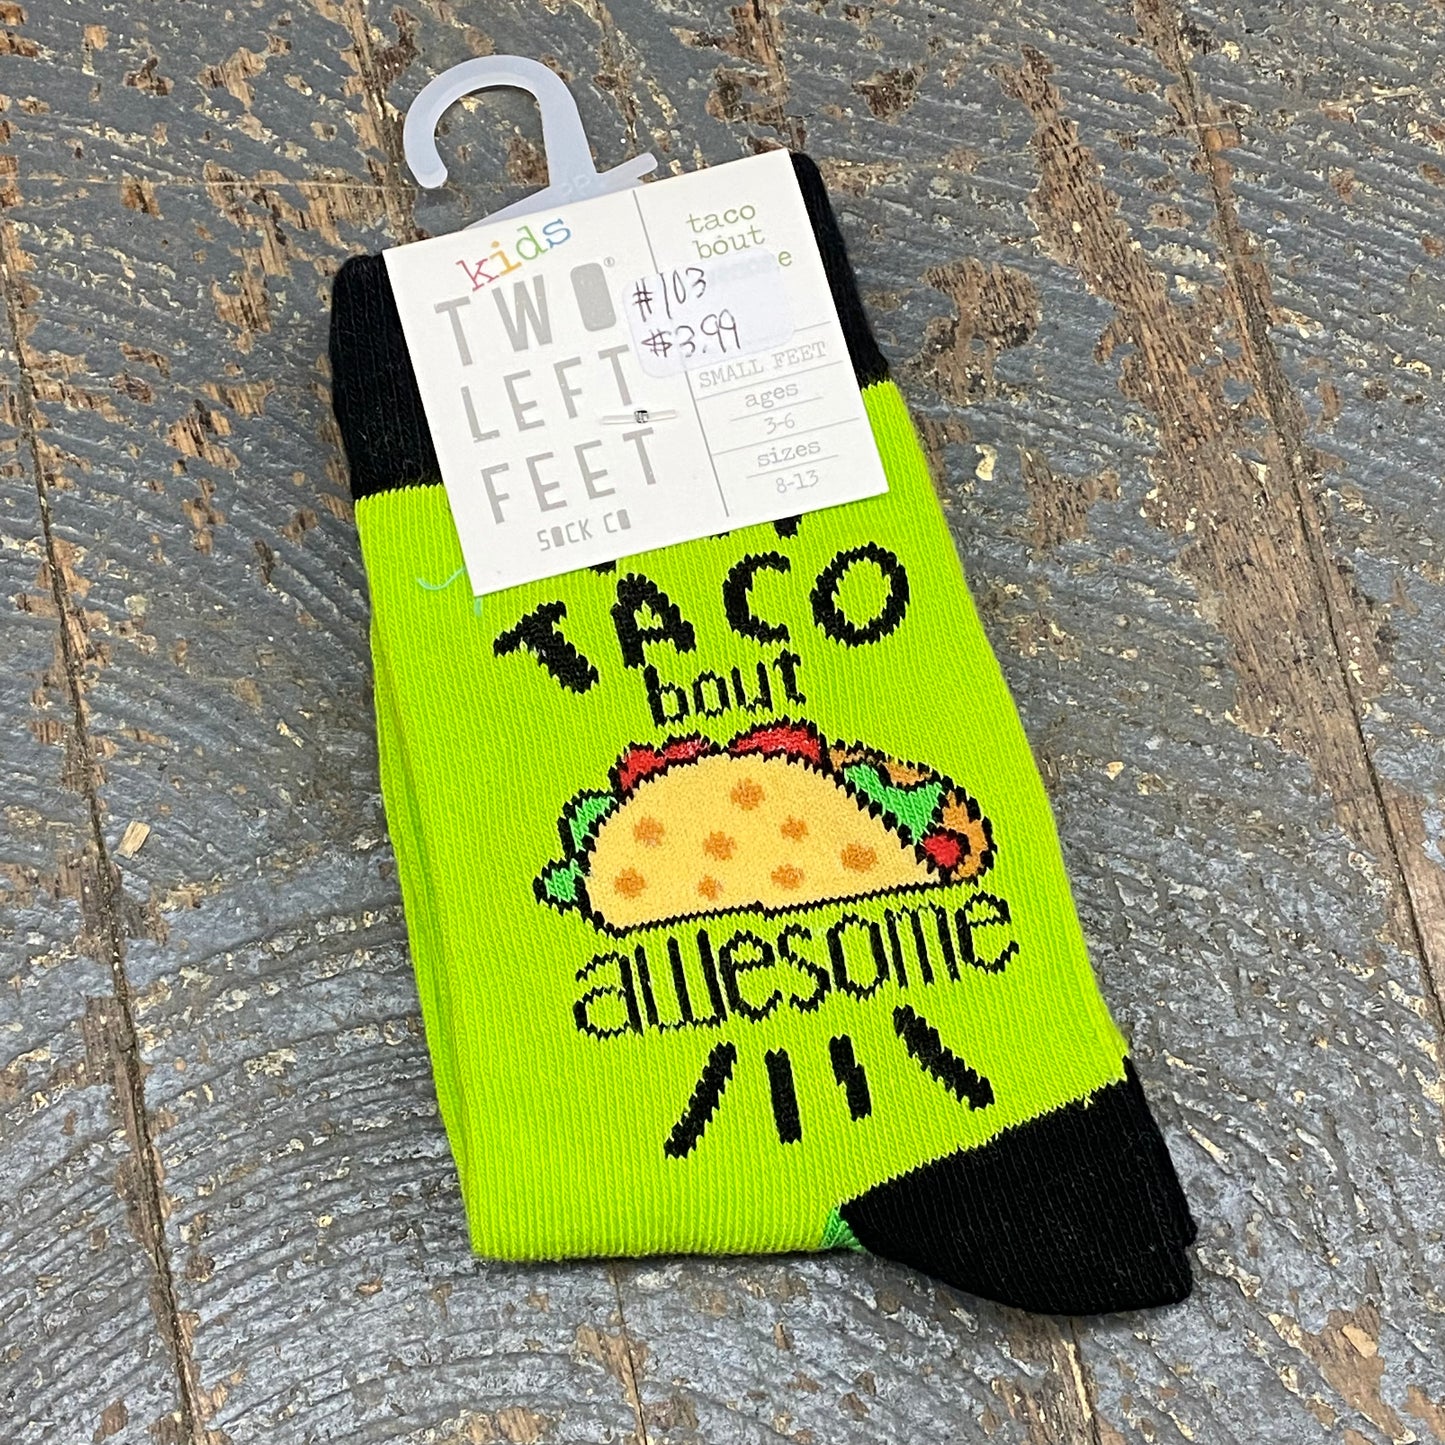 kids
TWO®
LEFT
FEET
SOCK CO
taco
bout
e
#103
$3.99
SMALL FEET
ages
3-6
sizes
8-13
TACO
bout
awesome